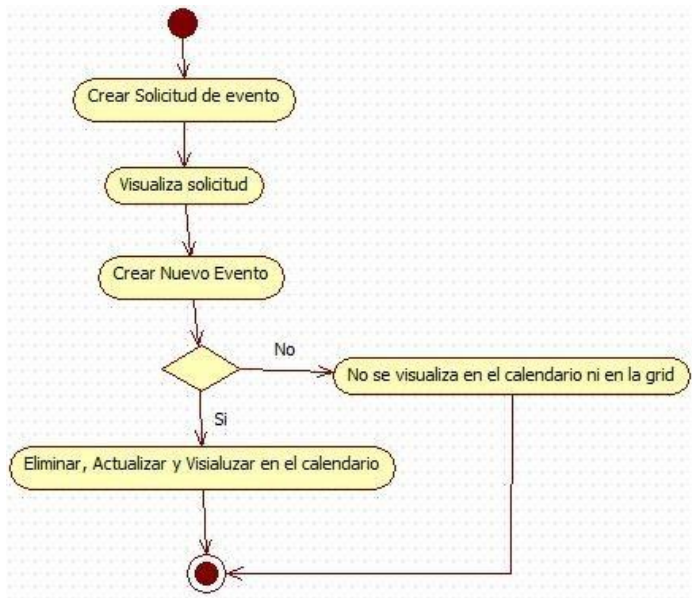 Crear Solicitud de evento
Visualiza solicitud
Crear Nuevo Evento
No
No se visualiza en el calendario ni en la grid
Si
Eliminar, Actualizar y Visialuzar en el calendario